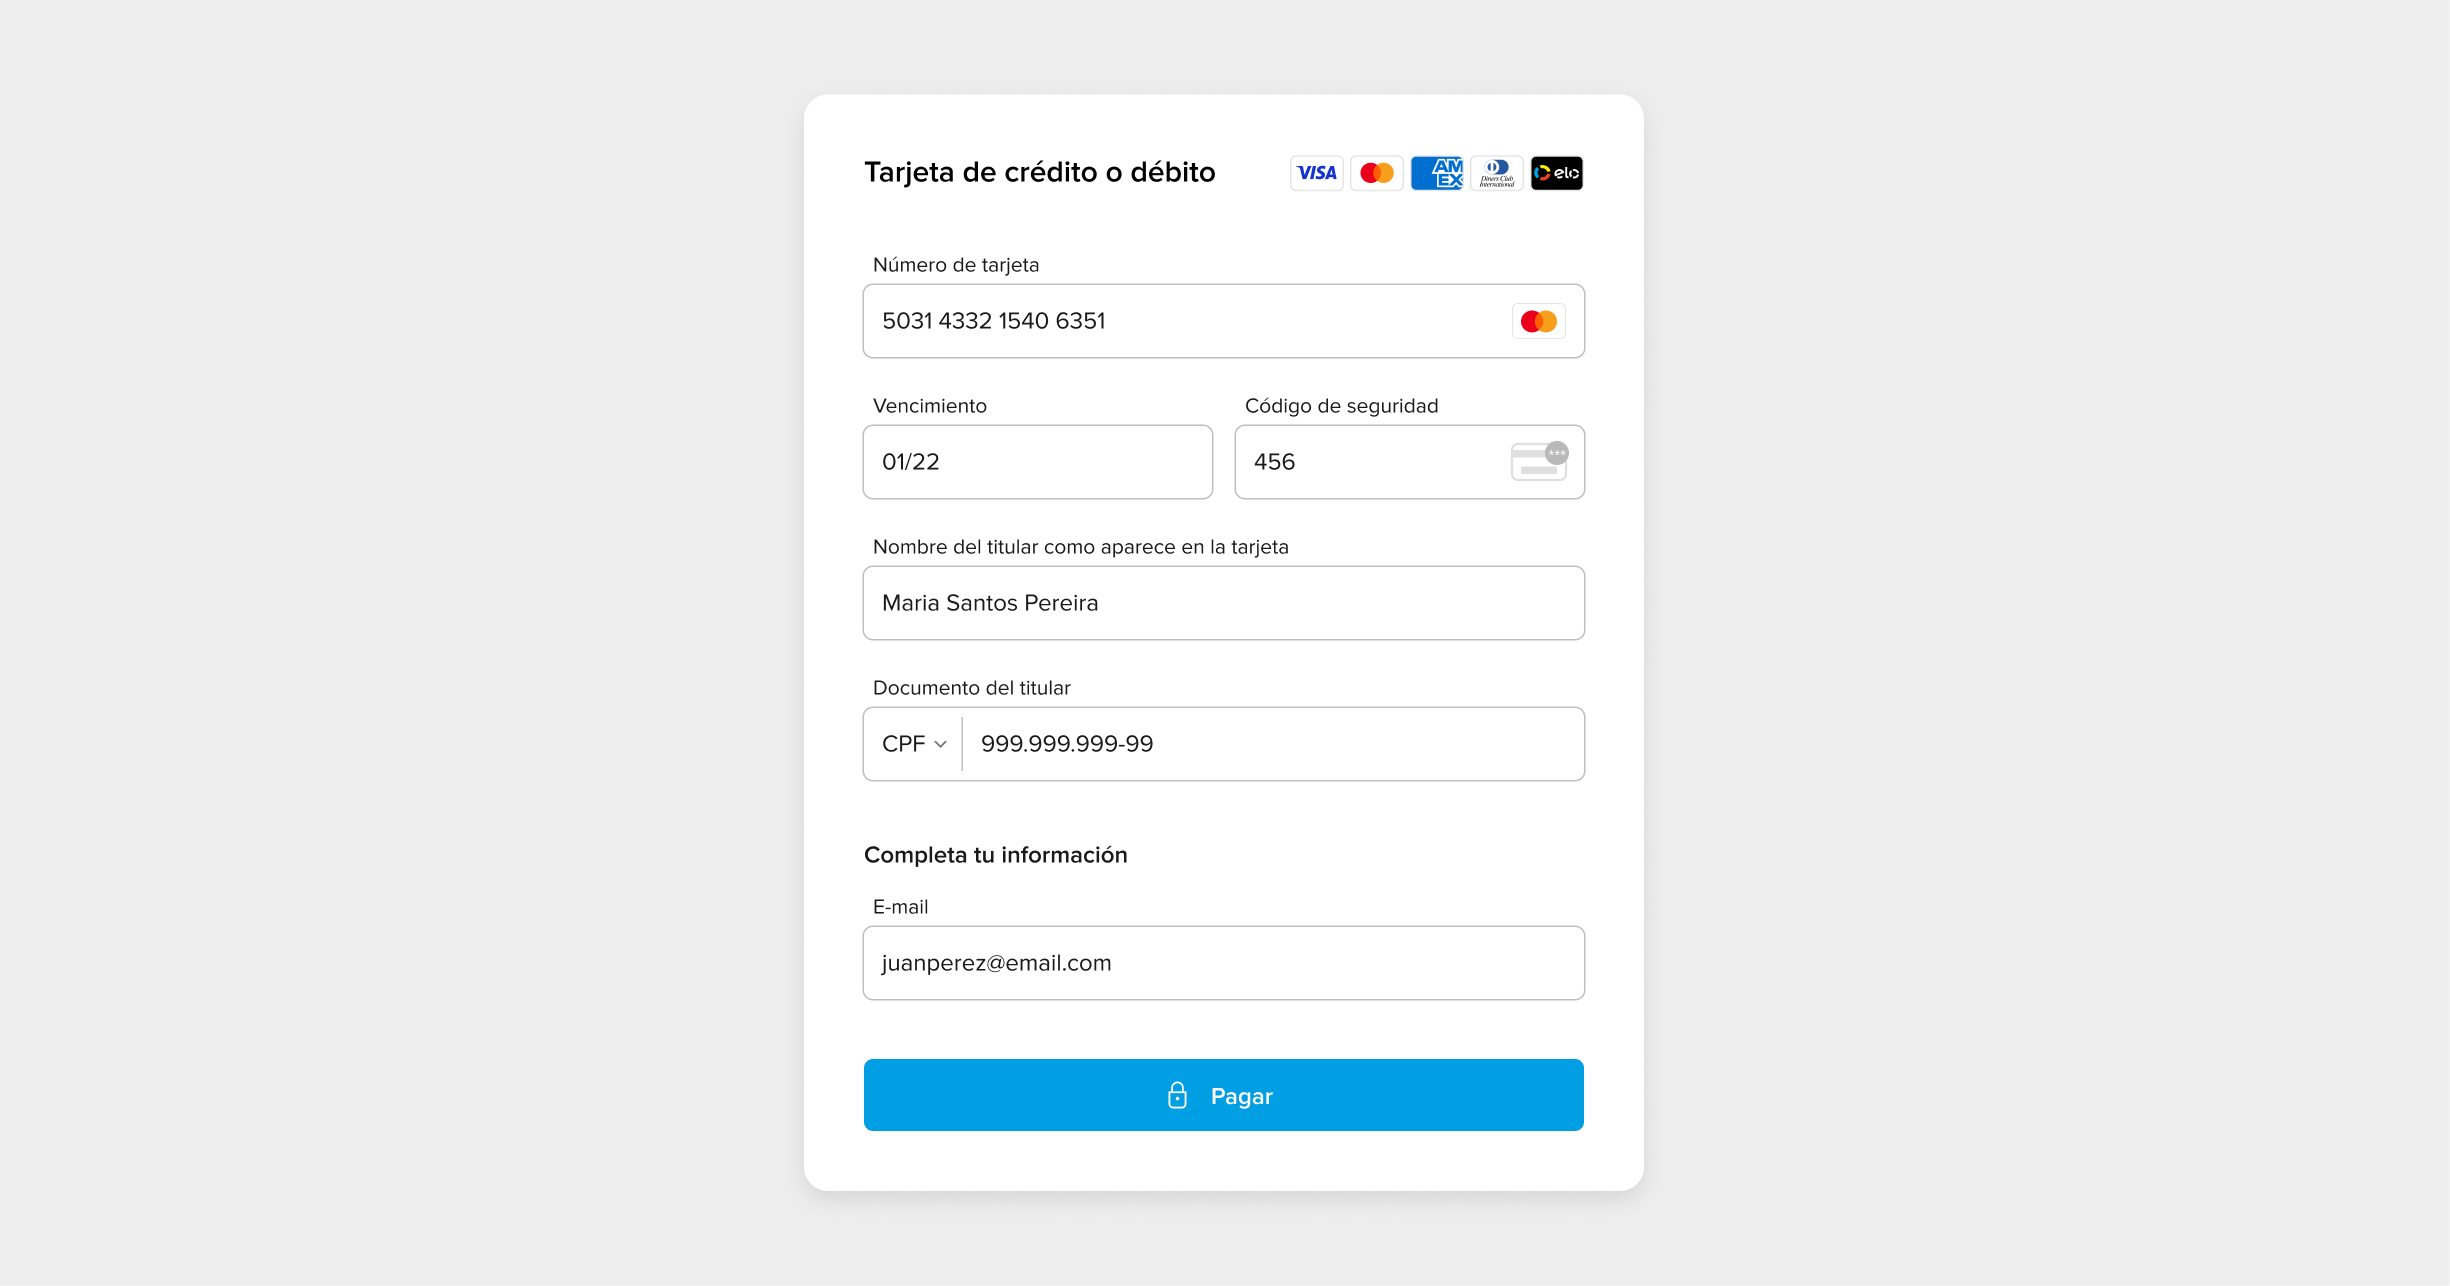 Tarjeta de crédito o débito
VISA
AM
EX
Diners Club
International
elo
Número de tarjeta
5031 4332 1540 6351
Vencimiento
Código de seguridad
01/22
456
***
Nombre del titular como aparece en la tarjeta
Maria Santos Pereira
Documento del titular
CPF
999.999.999-99
Completa tu información
E-mail
juanperez@email.com
Pagar